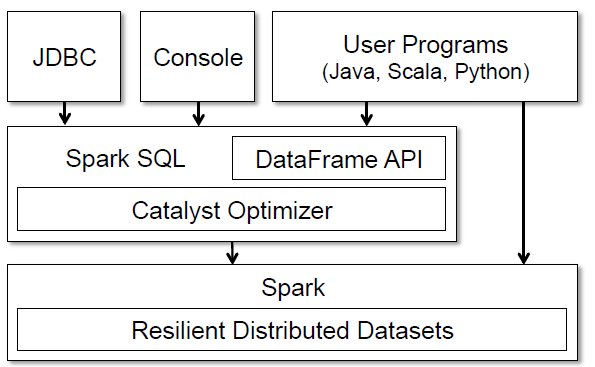 JDBC
Console
User Programs
(Java, Scala, Python)
Spark SQL
DataFrame API
Catalyst Optimizer
Spark
Resilient Distributed Datasets